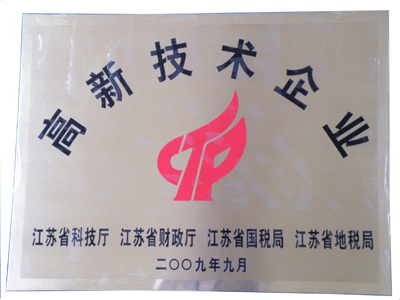 高新技术企业
江苏省科技厅 江苏省财政厅 江苏省国税局 江苏省地税局
二〇〇九年九月